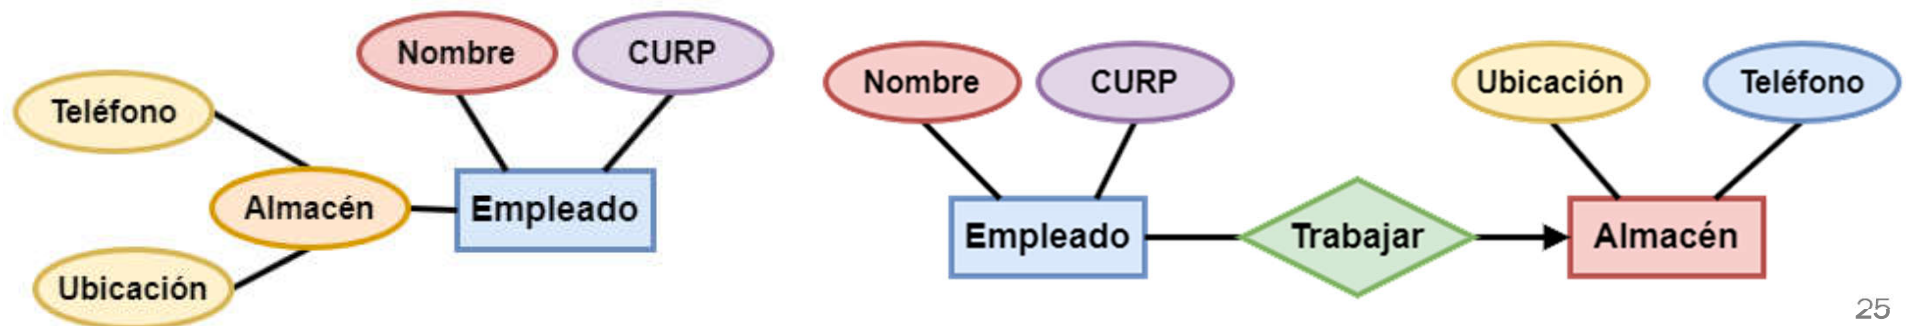 Nombre
CURP
Teléfono
Almacén
Empleado
Ubicación
Nombre
CURP
Ubicación
Teléfono
Empleado
Trabajar
Almacén
25